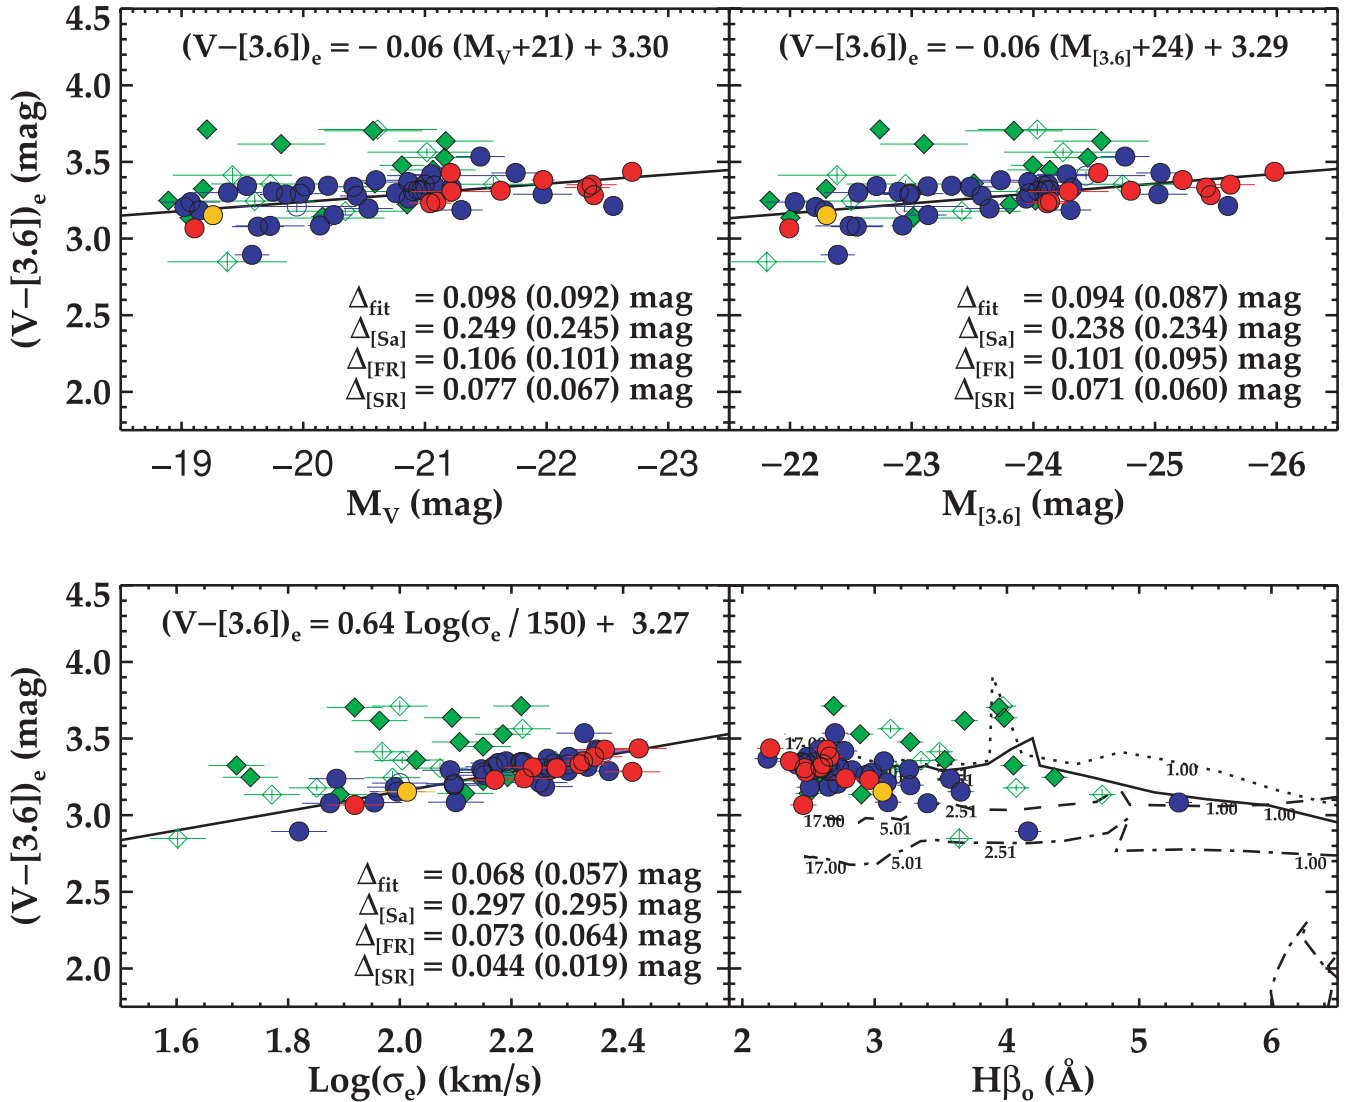 (V−[3.6])e = − 0.06 (MV+21) + 3.30
4.5
4.0
3.5
3.0
2.5
2.0
(V−[3.6])e (mag)
Δfit = 0.098 (0.092) mag
Δ[Sa] = 0.249 (0.245) mag
Δ[FR] = 0.106 (0.101) mag
Δ[SR] = 0.077 (0.067) mag
−19 −20 −21 −22 −23
MV (mag)
(V−[3.6])e = − 0.06 (M[3.6]+24) + 3.29
Δfit = 0.094 (0.087) mag
Δ[Sa] = 0.238 (0.234) mag
Δ[FR] = 0.101 (0.095) mag
Δ[SR] = 0.071 (0.060) mag
−22 −23 −24 −25 −26
M[3.6] (mag)
(V−[3.6])e = 0.64 Log(σe / 150) + 3.27
4.5
4.0
3.5
3.0
2.5
2.0
(V−[3.6])e (mag)
Δfit = 0.068 (0.057) mag
Δ[Sa] = 0.297 (0.295) mag
Δ[FR] = 0.073 (0.064) mag
Δ[SR] = 0.044 (0.019) mag
1.6 1.8 2.0 2.2 2.4
Log(σe) (km/s)
17.00
1.00
2.51
1.00
1.00
17.00
5.01
2.51
17.00
5.01
1.00
2 3 4 5 6
Hβo (Å)